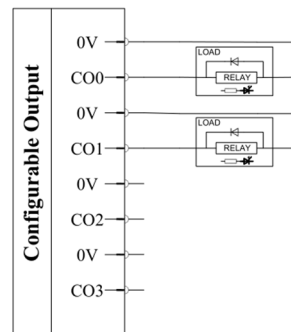 Configurable Output
0V
CO0
0V
CO1
0V
CO2
0V
CO3
LOAD
RELAY
LOAD
RELAY